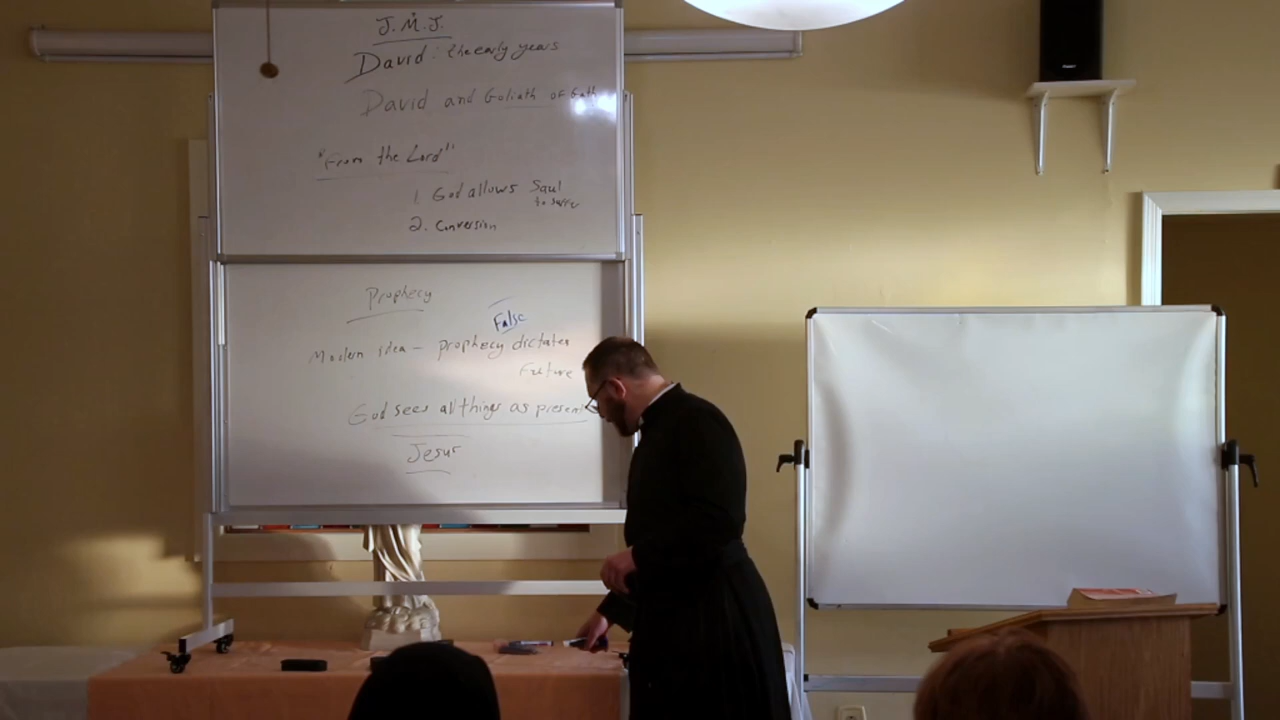 J.M.J.
David: the early years
David and Goliath of Gath
"From the Lord"
1. God allows Saul
to suffer
2. Conversion
Prophecy
False
Modern idea - prophecy dictates
Future
God sees all things as present
Jesus